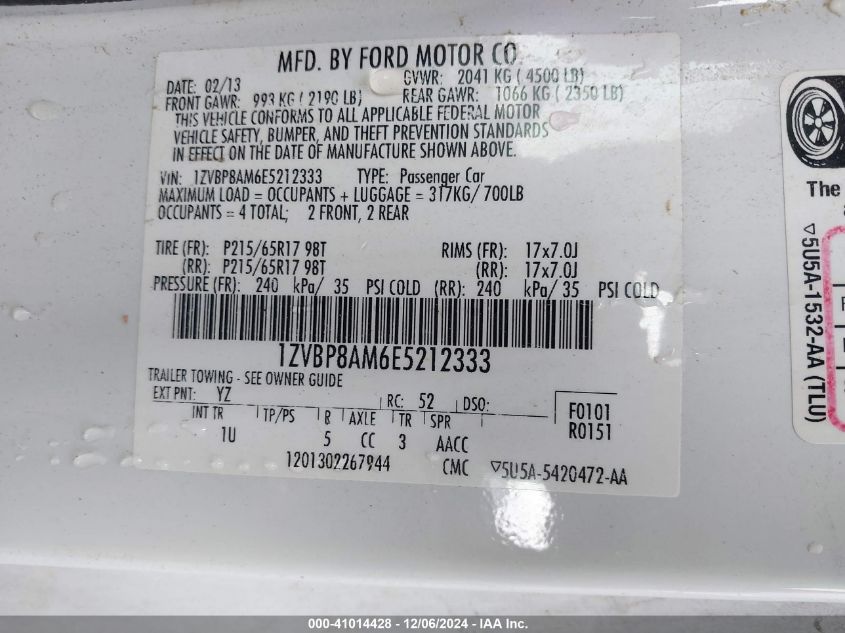 MFD. BY FORD MOTOR CO.
DATE: 02/13 GVWR: 2041 KG ( 4500 LB)
FRONT GAWR: 993 KG ( 2190 LB) REAR GAWR: 1066 KG ( 2350 LB)
THIS VEHICLE CONFORMS TO ALL APPLICABLE FEDERAL MOTOR
VEHICLE SAFETY, BUMPER, AND THEFT PREVENTION STANDARDS
IN EFFECT ON THE DATE OF MANUFACTURE SHOWN ABOVE.
VIN: 1ZVBP8AM6E5212333 TYPE: Passenger Car
MAXIMUM LOAD = OCCUPANTS + LUGGAGE = 317KG/ 700LB
OCCUPANTS = 4 TOTAL; 2 FRONT, 2 REAR
TIRE (FR): P215/65R17 98T RIMS (FR): 17x7.0J
(RR): P215/65R17 98T (RR): 17x7.0J
PRESSURE (FR): 240 kPa/ 35 PSI COLD (RR): 240 kPa/ 35 PSI COLD
1ZVBP8AM6E5212333
TRAILER TOWING - SEE OWNER GUIDE
EXT PNT: YZ RC: 52 DSO:
INT TR TP/PS R AXLE TR SPR F0101
1U 5 CC 3 AACC R0151
1201302267944 CMC ▽5U5A-5420472-AA
The
▽5U5A-1532-AA (TLU)
000-41014428 - 12/06/2024 - IAA Inc.